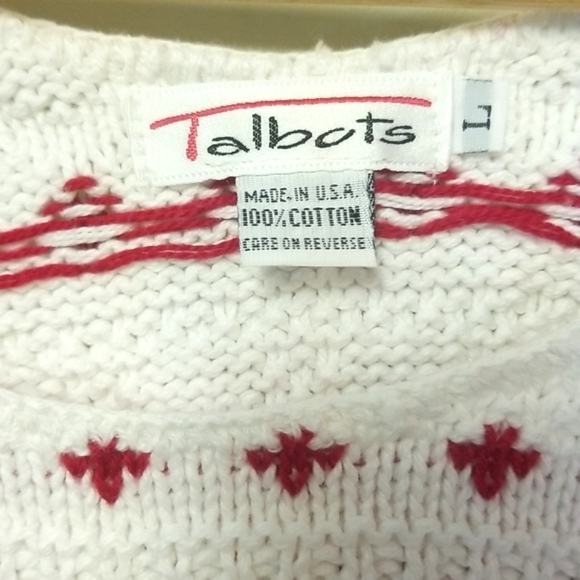 Talbots
L
MADE IN U.S.A.
100% COTTON
CARE ON REVERSE